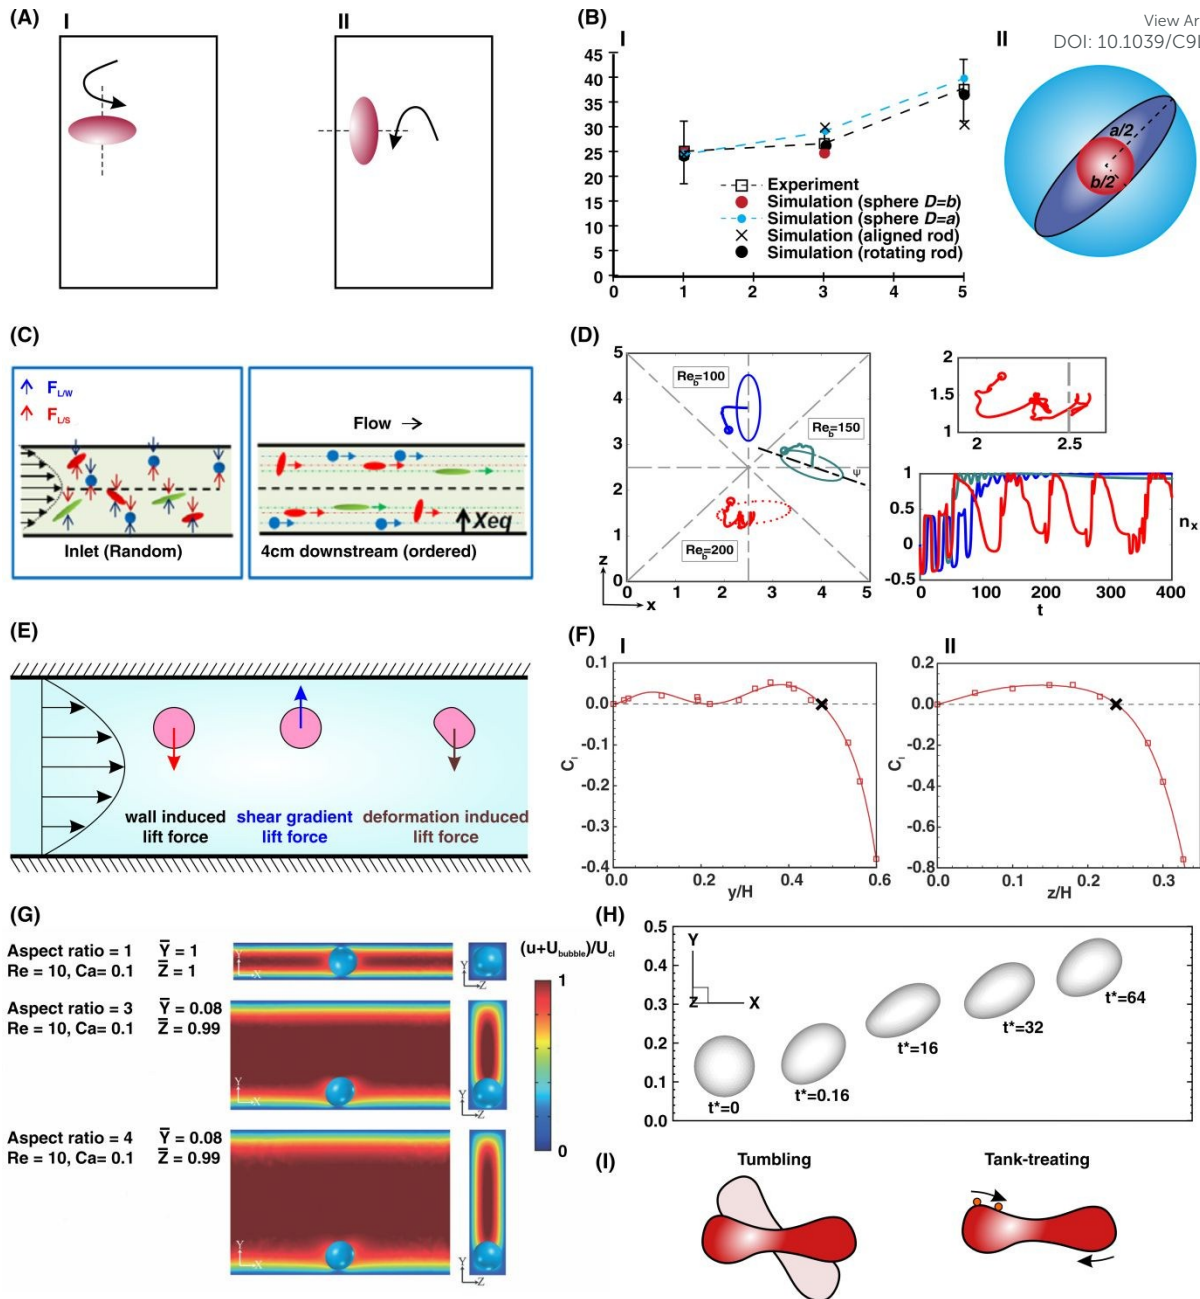 View Ar
DOI: 10.1039/C9I
(A)
I
II
(B)
I
II
45
40
35
30
25
20
15
10
5
0
0
1
2
3
4
5
Experiment
Simulation (sphere D=b)
Simulation (sphere D=a)
Simulation (aligned rod)
Simulation (rotating rod)
a/2
b/2
(C)
F_L/W
F_L/S
Flow
Xeq
Inlet (Random)
4cm downstream (ordered)
(D)
5
4
3
2
1
0
0
1
2
3
4
5
z
x
Re_b=100
Re_b=150
Re_b=200
ψ
2
1.5
1
2
2.5
1
0.5
0
-0.5
n_x
0
100
200
300
400
t
(E)
wall induced
lift force
shear gradient
lift force
deformation induced
lift force
(F)
I
II
0.1
0.0
-0.1
-0.2
-0.3
-0.4
C_l
0.0
0.2
0.4
0.6
y/H
0.2
0.0
-0.2
-0.4
-0.6
-0.8
C_l
0.0
0.1
0.2
0.3
z/H
(G)
Aspect ratio = 1
Re = 10, Ca= 0.1
Y̅ = 1
Z̅ = 1
Y
X
Y
Z
Aspect ratio = 3
Re = 10, Ca= 0.1
Y̅ = 0.08
Z̅ = 0.99
Y
X
Y
Z
Aspect ratio = 4
Re = 10, Ca= 0.1
Y̅ = 0.08
Z̅ = 0.99
Y
X
Y
Z
(u+U_bubble)/U_cl
1
0
(H)
0.5
0.4
0.3
0.2
0.1
0.0
Y
Z
X
t*=0
t*=0.16
t*=16
t*=32
t*=64
(I)
Tumbling
Tank-treating